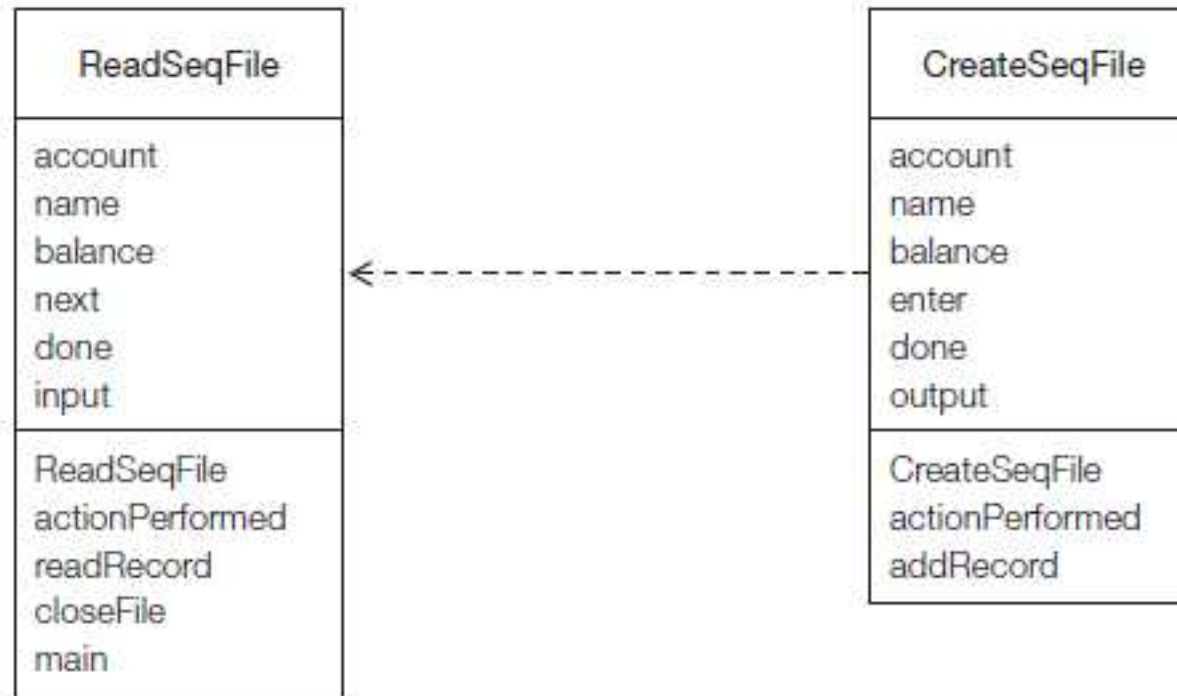 ReadSeqFile
account
name
balance
next
done
input
ReadSeqFile
actionPerformed
readRecord
closeFile
main
CreateSeqFile
account
name
balance
enter
done
output
CreateSeqFile
actionPerformed
addRecord